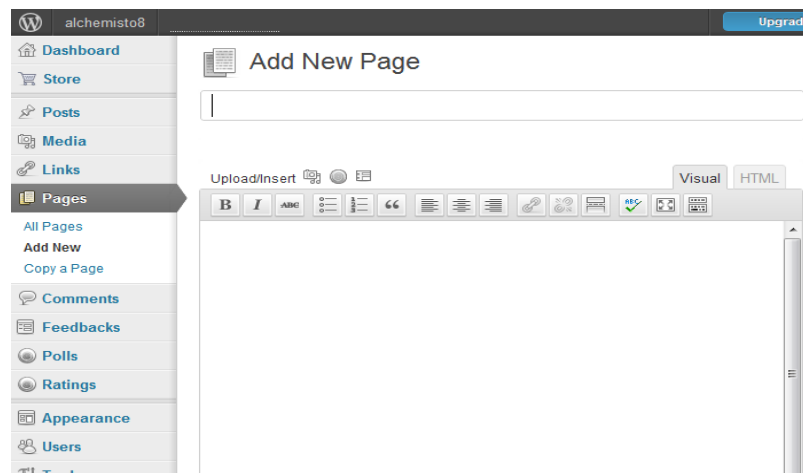 alchemisto8
Upgrad
Dashboard
Store
Posts
Media
Links
Pages
All Pages
Add New
Copy a Page
Comments
Feedbacks
Polls
Ratings
Appearance
Users
Add New Page
Upload/Insert
Visual
HTML
B I ABC
ABC